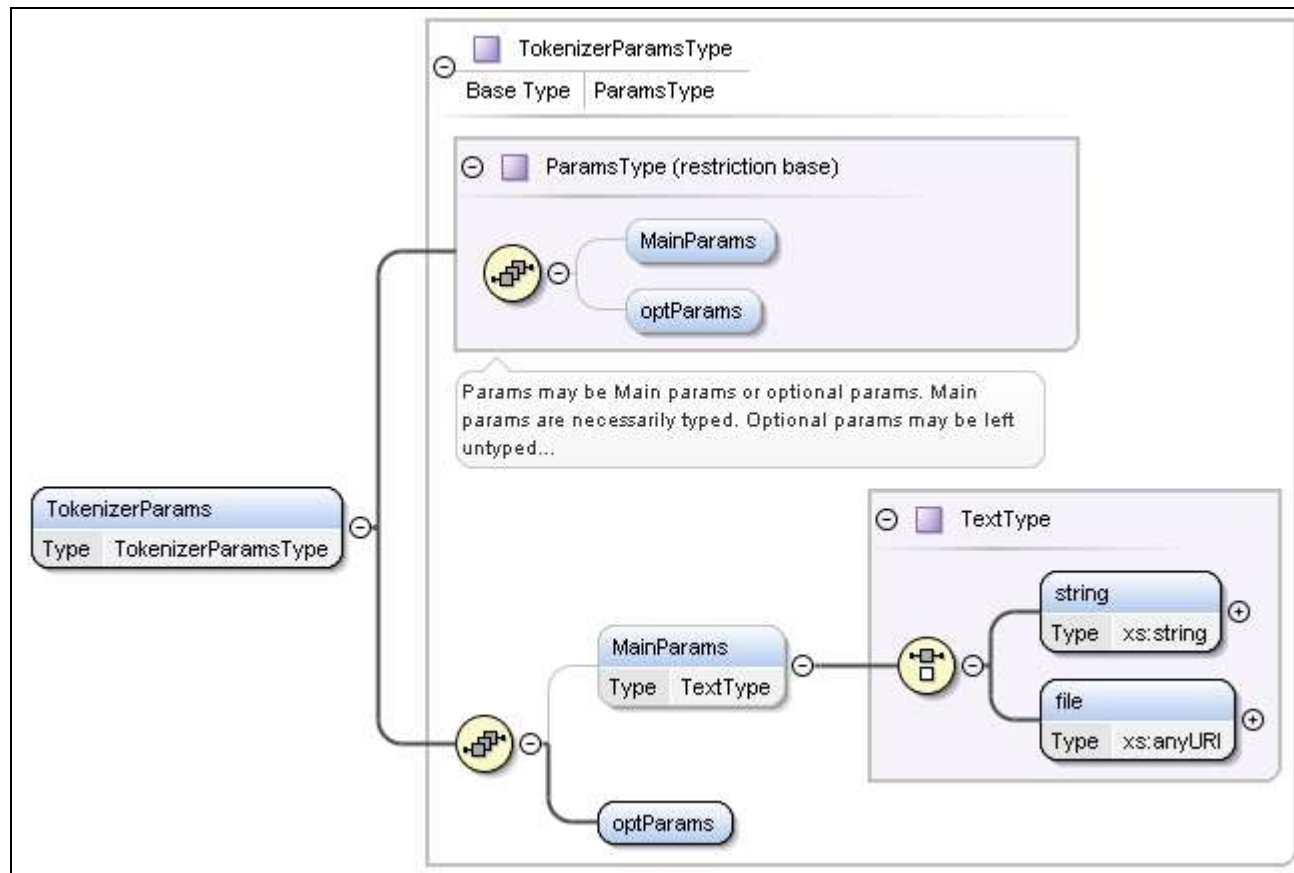 TokenizerParamsType
Base Type ParamsType
ParamsType (restriction base)
MainParams
optParams
Params may be Main params or optional params. Main
params are necessarily typed. Optional params may be left
untyped...
TokenizerParams
Type TokenizerParamsType
TextType
string
Type xs:string
MainParams
Type TextType
file
Type xs:anyURI
optParams